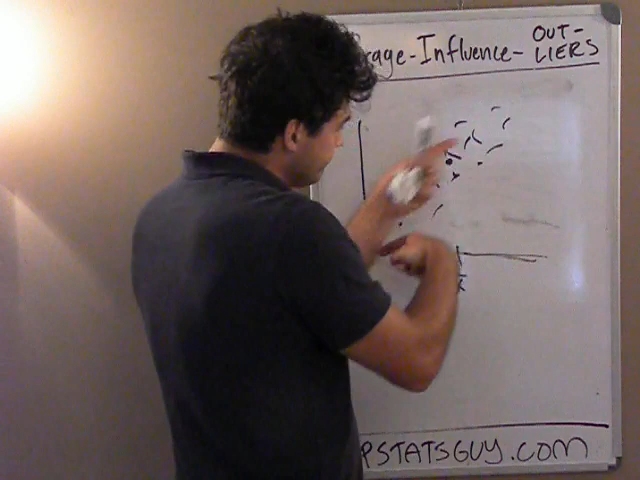 rage-Influence- OUT-
LIERS
x̄
PSTATSGUY.COM